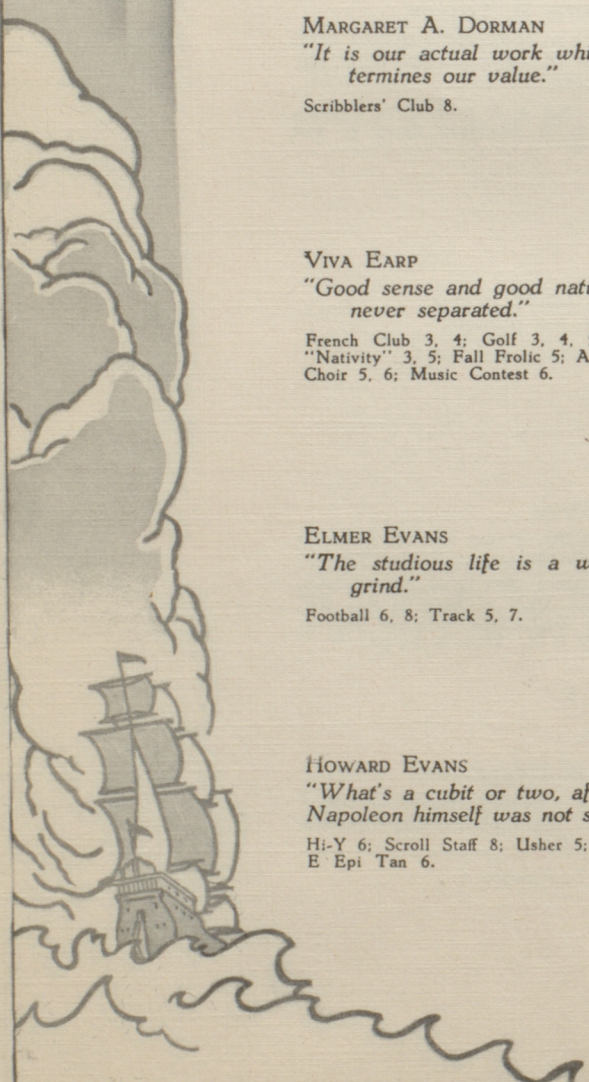 MARGARET A. DORMAN
"It is our actual work
termines our value."
Scribblers' Club 8.
VIVA EARP
"Good sense and good
never separated."
French Club 3, 4; Golf 3, 4,
"Nativity" 3, 5; Fall Frolic 5;
Choir 5, 6; Music Contest 6.
ELMER EVANS
"The studious life is a
grind."
Football 6, 8; Track 5, 7.
HOWARD EVANS
"What's a cubit or two,
Napoleon himself was not
Hi-Y 6; Scroll Staff 8; Usher 5;
E Epi Tan 6.